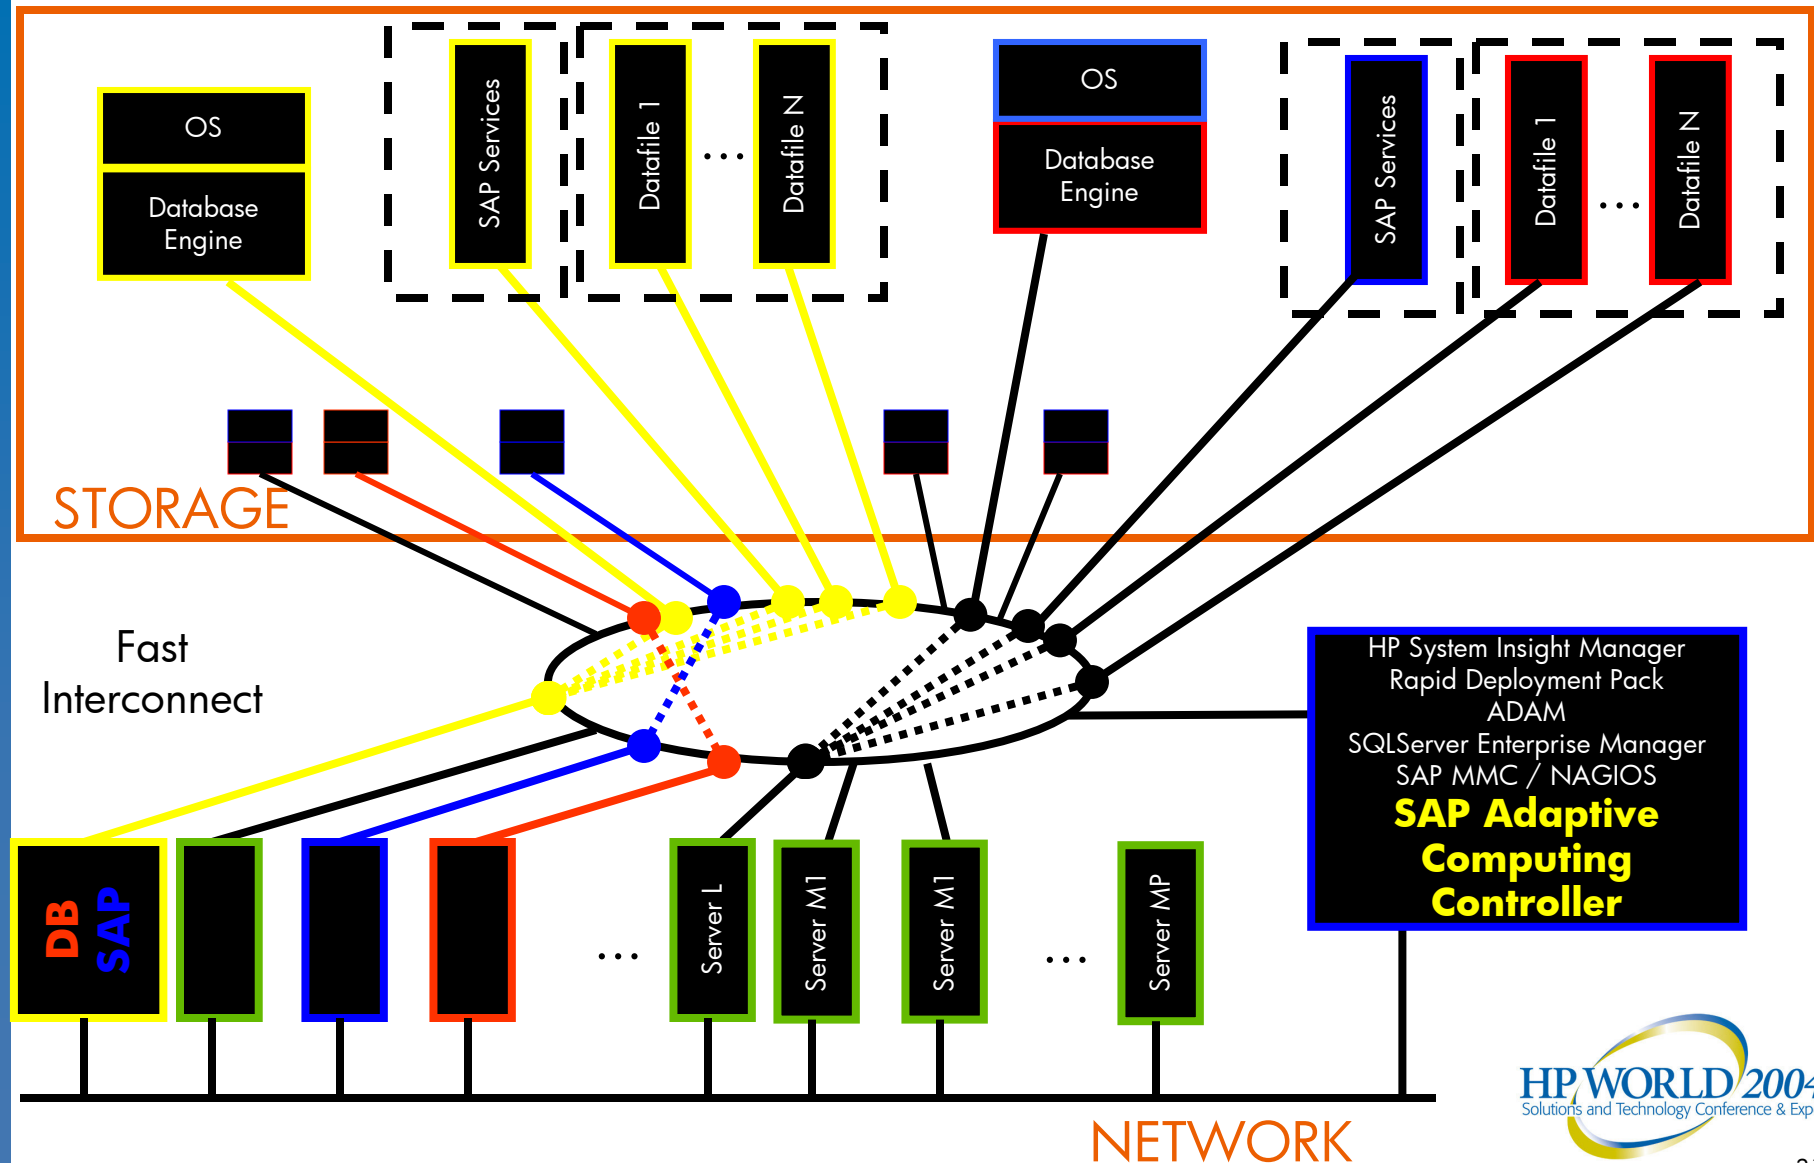 OS
Database
Engine
SAP Services
Datafile 1
...
Datafile N
OS
Database
Engine
SAP Services
Datafile 1
...
Datafile N
STORAGE
Fast
Interconnect
HP System Insight Manager
Rapid Deployment Pack
ADAM
SQLServer Enterprise Manager
SAP MMC / NAGIOS
SAP Adaptive
Computing
Controller
DB
SAP
...
Server L
Server M1
Server M1
...
Server MP
NETWORK
HP WORLD 2004
Solutions and Technology Conference & Exp